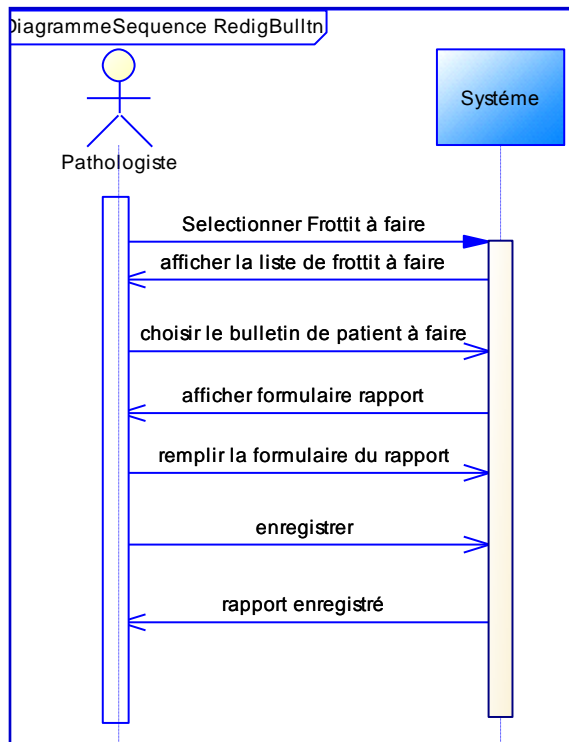 DiagrammeSequence RedigBulltn
Systéme
Pathologiste
Selectionner Frottit à faire
afficher la liste de frottit à faire
choisir le bulletin de patient à faire
afficher formulaire rapport
remplir la formulaire du rapport
enregistrer
rapport enregistré